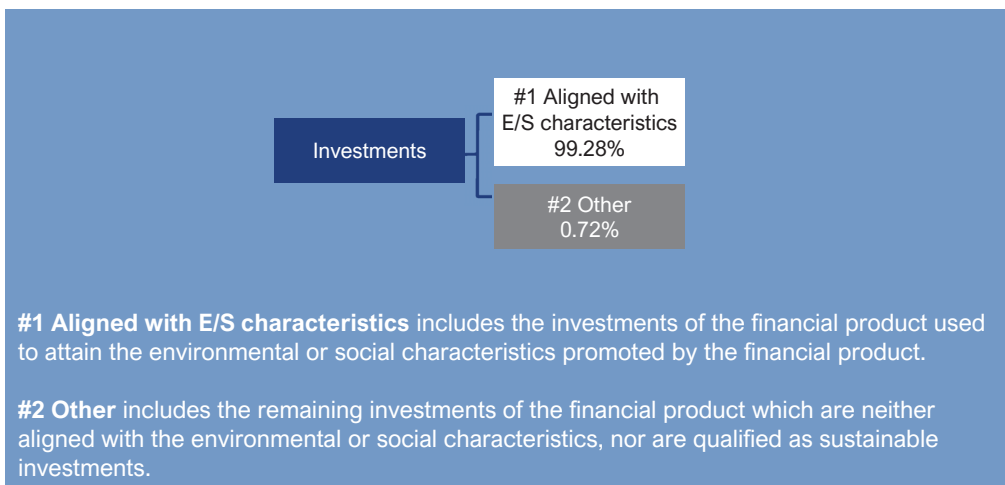 #1 Aligned with
E/S characteristics
99.28%
Investments
#2 Other
0.72%
#1 Aligned with E/S characteristics includes the investments of the financial product used
to attain the environmental or social characteristics promoted by the financial product.
#2 Other includes the remaining investments of the financial product which are neither
aligned with the environmental or social characteristics, nor are qualified as sustainable
investments.